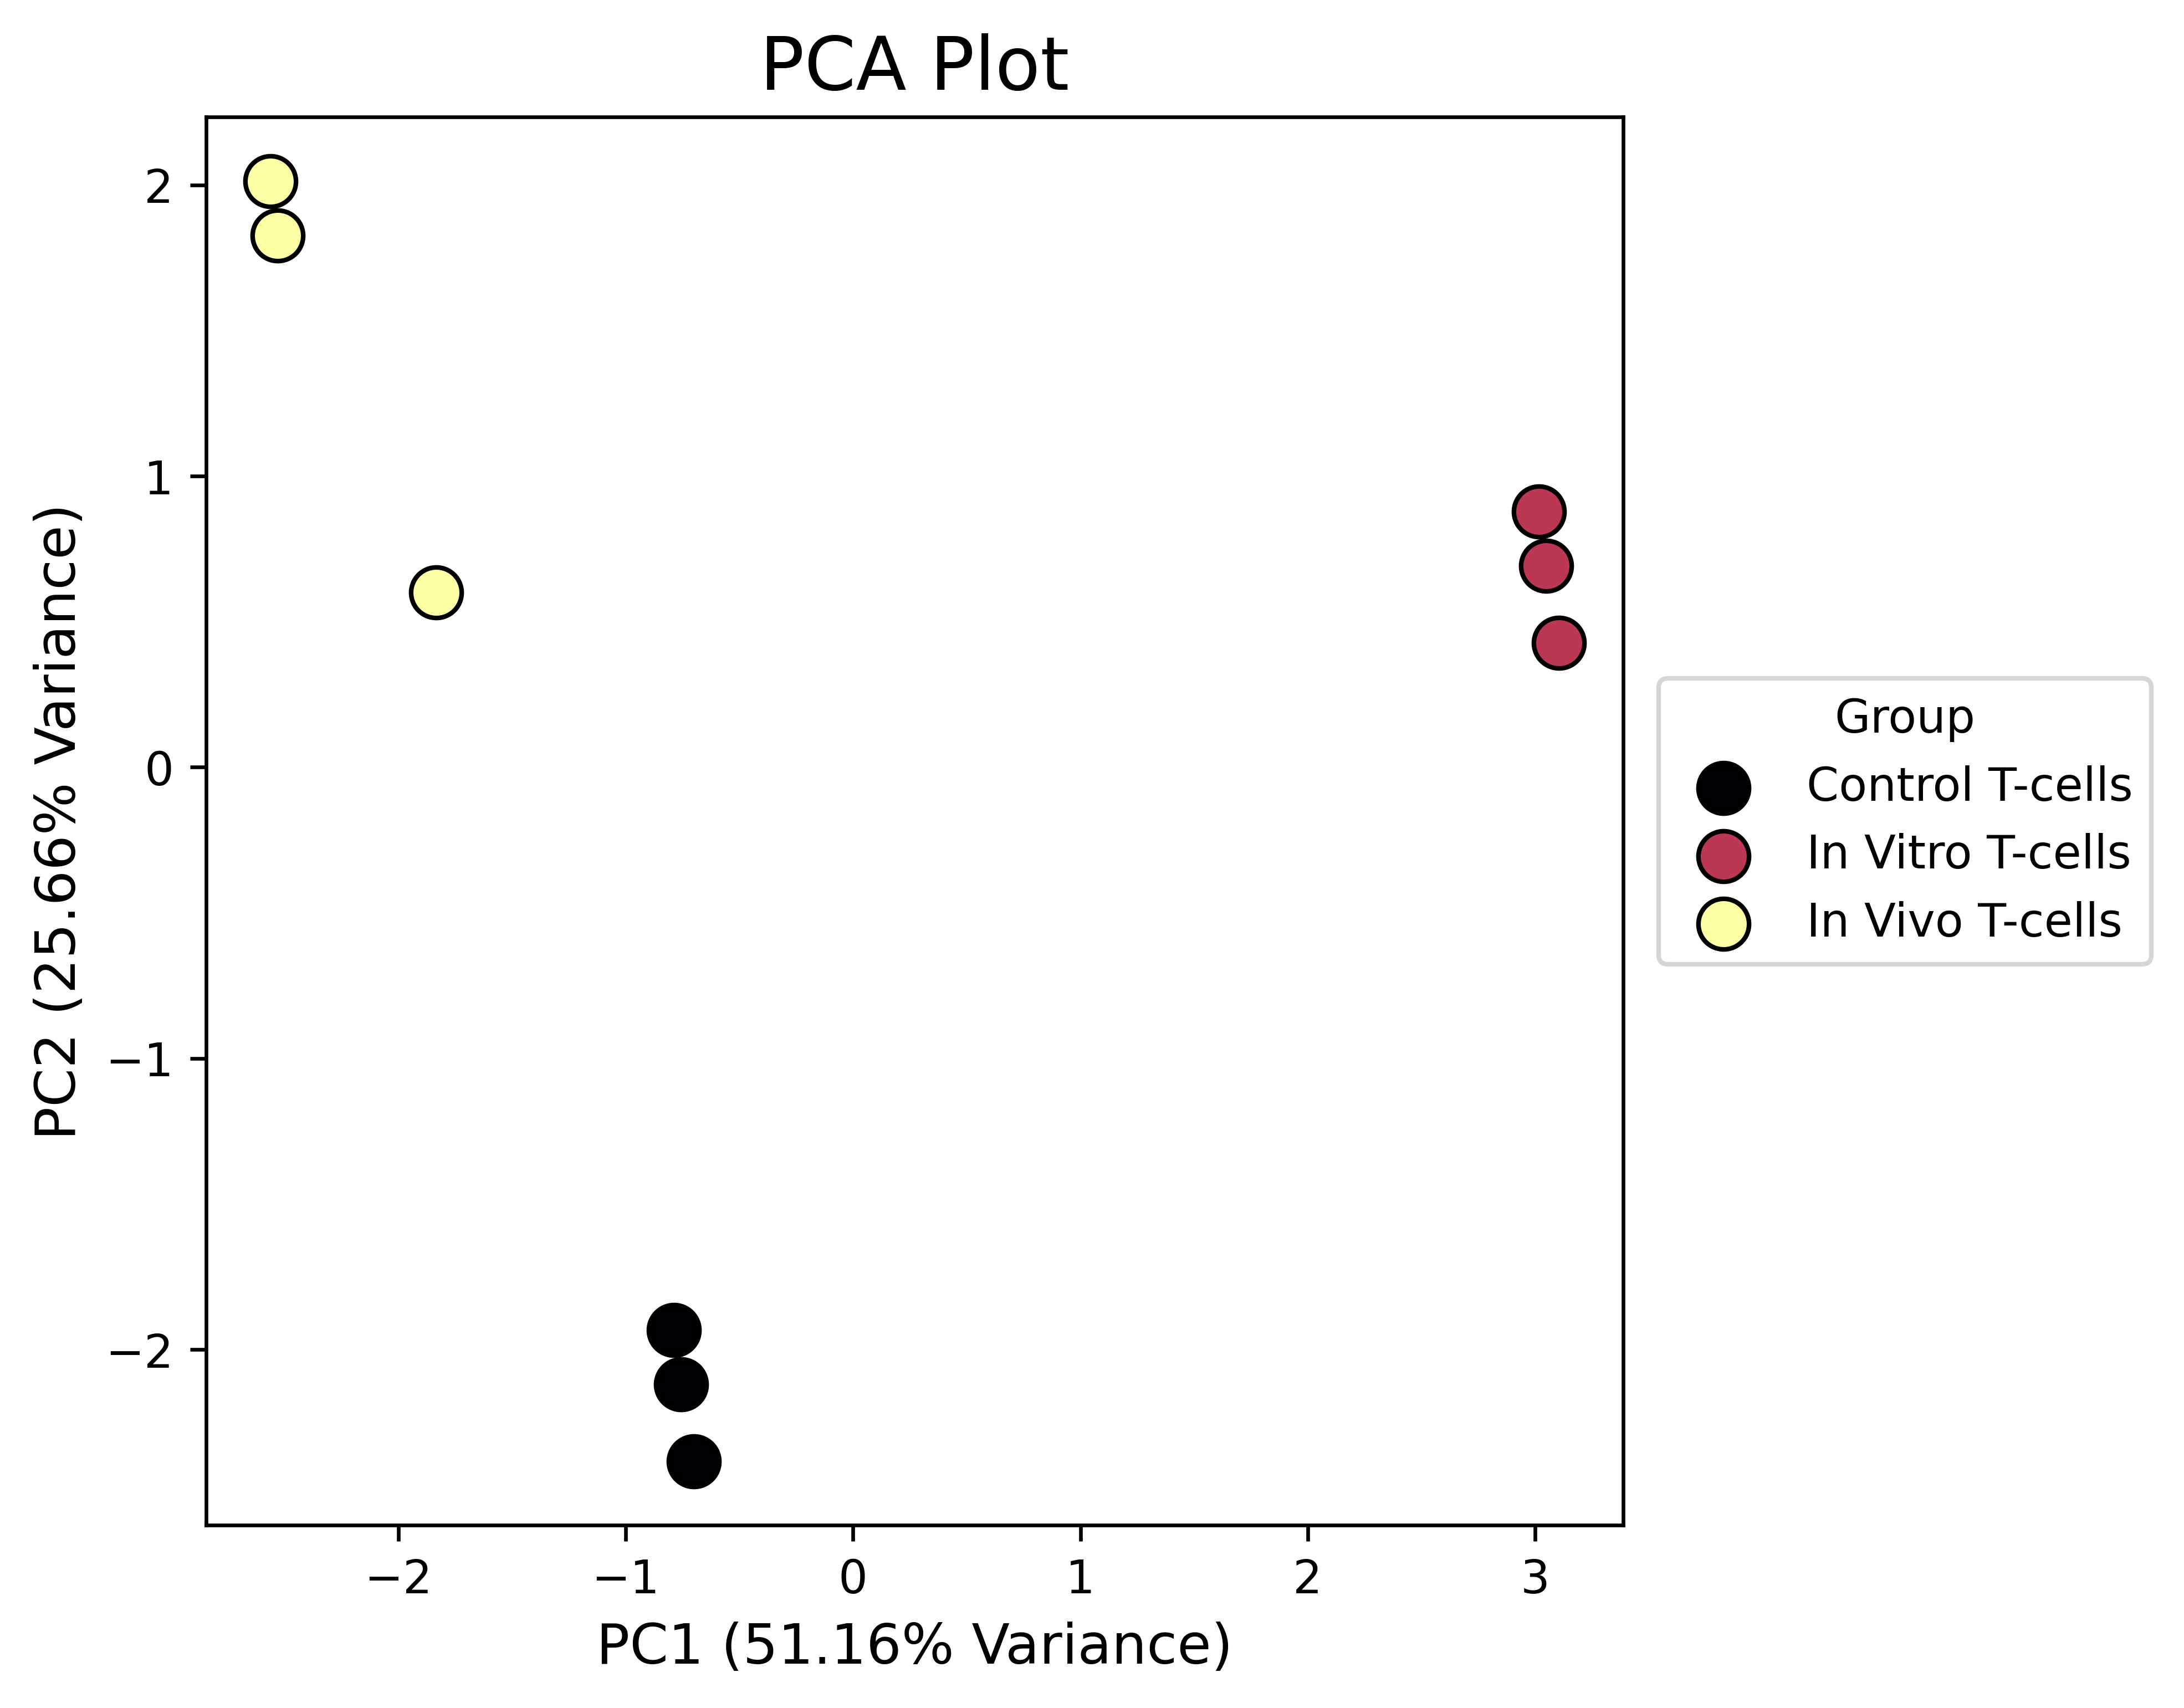 PCA Plot
PC2 (25.66% Variance)
2
1
0
−1
−2
−2
−1
0
1
2
3
PC1 (51.16% Variance)
Group
Control T-cells
In Vitro T-cells
In Vivo T-cells